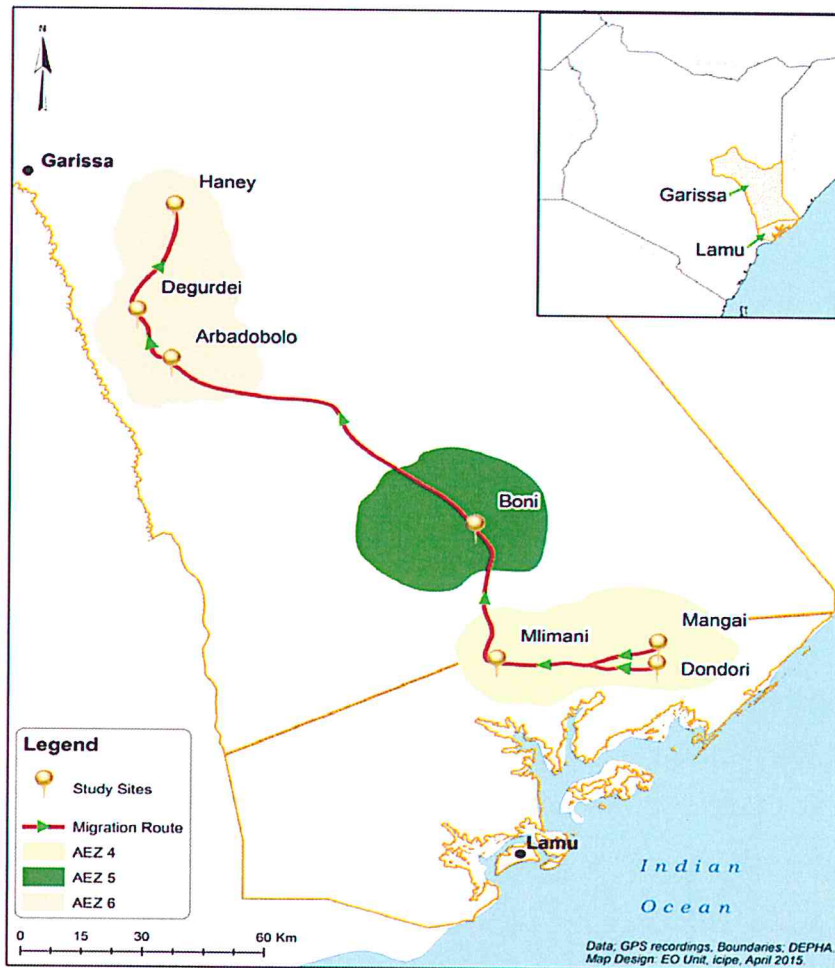 N
Garissa
Haney
Degurdei
Arbadobolo
Boni
Mlimani
Mangai
Dondori
Garissa
Lamu
Legend
Study Sites
Migration Route
AEZ 4
AEZ 5
AEZ 6
0 15 30 60 Km
Lamu
Indian
Ocean
Data; GPS recordings, Boundaries; DEPHA.
Map Design: EO Unit, icipe, April 2015.